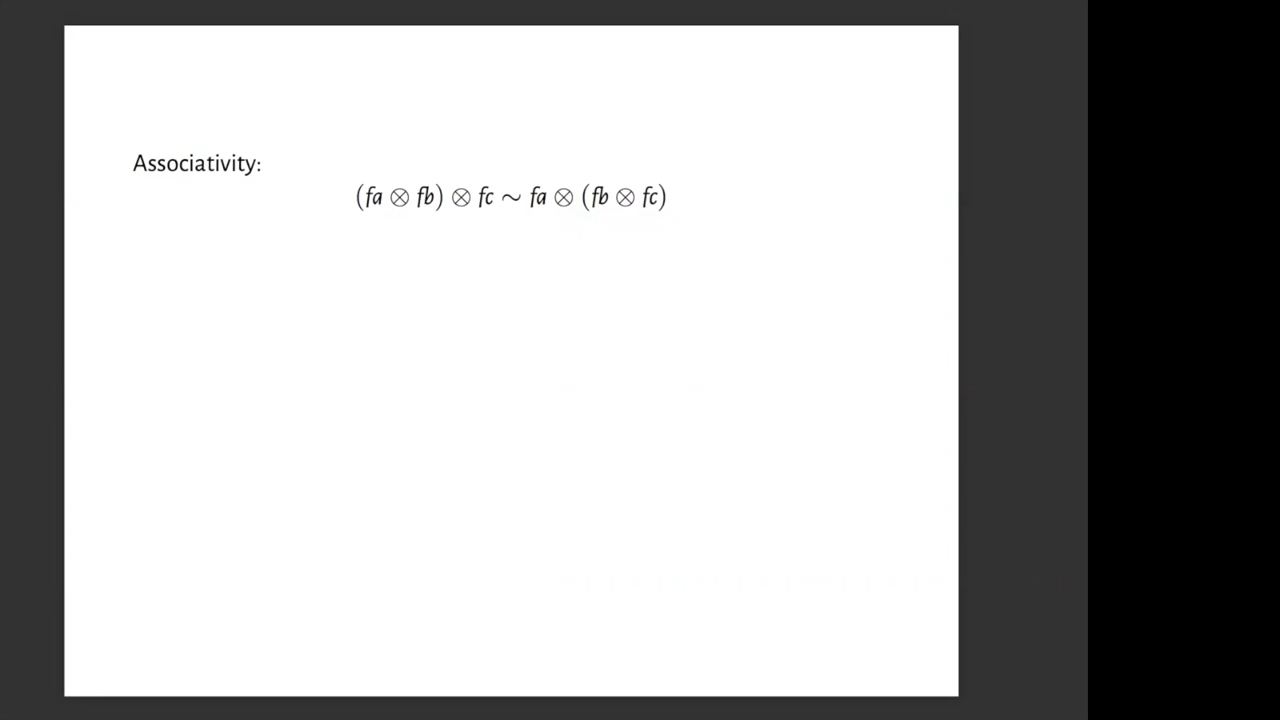 Associativity:
(fa ⊗ fb) ⊗ fc ∼ fa ⊗ (fb ⊗ fc)